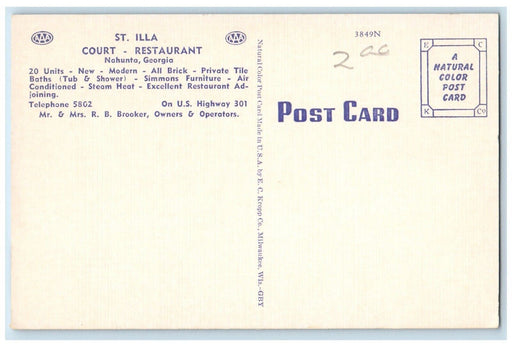 AAA ST. ILLA AAA
COURT - RESTAURANT
Nahunta, Georgia
20 Units - New - Modern - All Brick - Private Tile
Baths (Tub & Shower) - Simmons Furniture - Air
Conditioned - Steam Heat - Excellent Restaurant Ad-
joining.
Telephone 5862 On U.S. Highway 301
Mr. & Mrs. R. B. Brooker, Owners & Operators.
Natural Color Post Card Made in U.S.A. by E. C. Kropp Co., Milwaukee, Wis.-GBY
3849N
2.00
POST CARD
E C
A
NATURAL
COLOR
POST
CARD
K Co